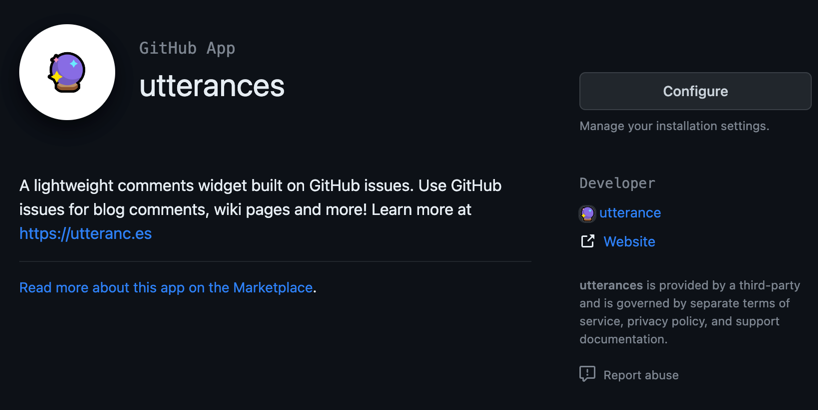 GitHub App
utterances
A lightweight comments widget built on GitHub issues. Use GitHub
issues for blog comments, wiki pages and more! Learn more at
https://utteranc.es
Read more about this app on the Marketplace.
Configure
Manage your installation settings.
Developer
utterance
Website
utterances is provided by a third-party
and is governed by separate terms of
service, privacy policy, and support
documentation.
Report abuse